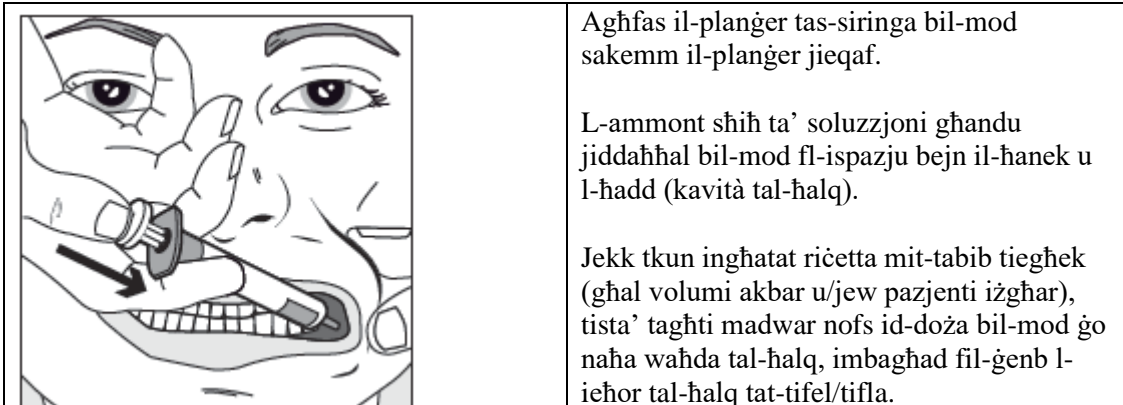 Agħfas il-planġer tas-siringa bil-mod
sakemm il-planġer jieqaf.
L-ammont sħiħ ta’ soluzzjoni għandu
jiddaħħal bil-mod fl-ispazju bejn il-ħanek u
l-ħadd (kavità tal-ħalq).
Jekk tkun ingħatat riċetta mit-tabib tiegħek
(għal volumi akbar u/jew pazjenti iżgħar),
tista’ tagħti madwar nofs id-doża bil-mod ġo
naħa waħda tal-ħalq, imbagħad fil-ġenb l-
ieħor tal-ħalq tat-tifel/tifla.